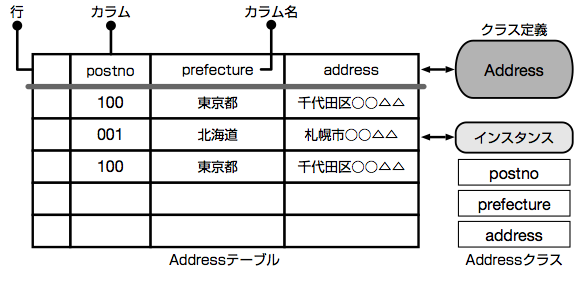 行 カラム カラム名
クラス定義
postno prefecture address
Address
100 東京都 千代田区○○△△
001 北海道 札幌市○○△△
インスタンス
100 東京都 千代田区○○△△
postno
prefecture
address
Addressテーブル
Addressクラス